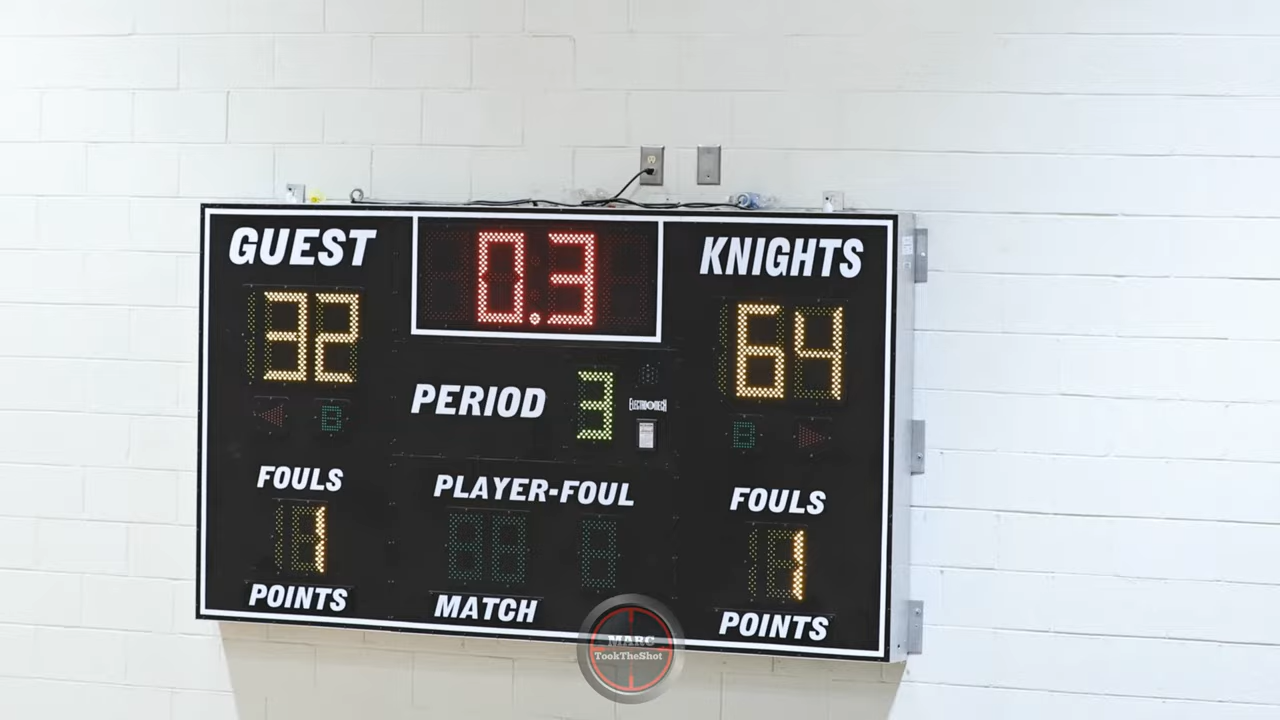 GUEST
0.3
KNIGHTS
32
64
PERIOD
3
ELECTRO-MECH
B
B
FOULS
PLAYER-FOUL
FOULS
1
1
POINTS
MATCH
POINTS
MARC
TookTheShot